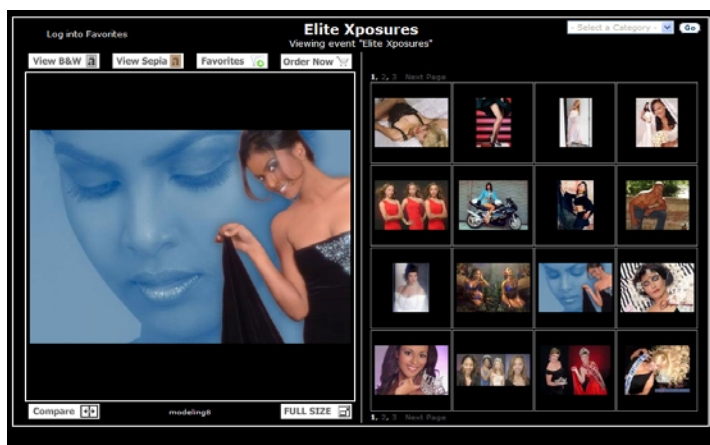 Log into Favorites
Elite Xposures
Viewing event "Elite Xposures"
- Select a Category -
Go
View B&W
View Sepia
Favorites
Order Now
1, 2, 3 Next Page
Compare
modeling8
FULL SIZE
1, 2, 3 Next Page